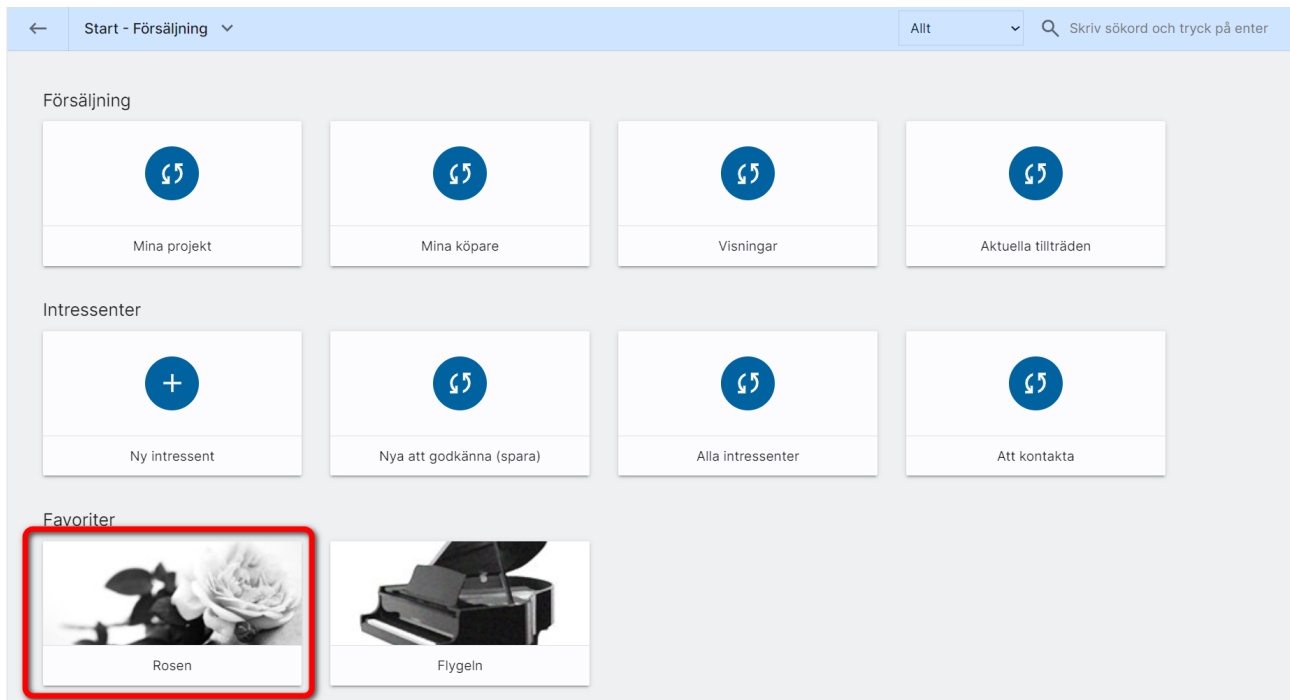 Start - Försäljning
Allt
Skriv sökord och tryck på enter
Försäljning
Mina projekt
Mina köpare
Visningar
Aktuella tillträden
Intressenter
Ny intressent
Nya att godkänna (spara)
Alla intressenter
Att kontakta
Favoriter
Rosen
Flygeln